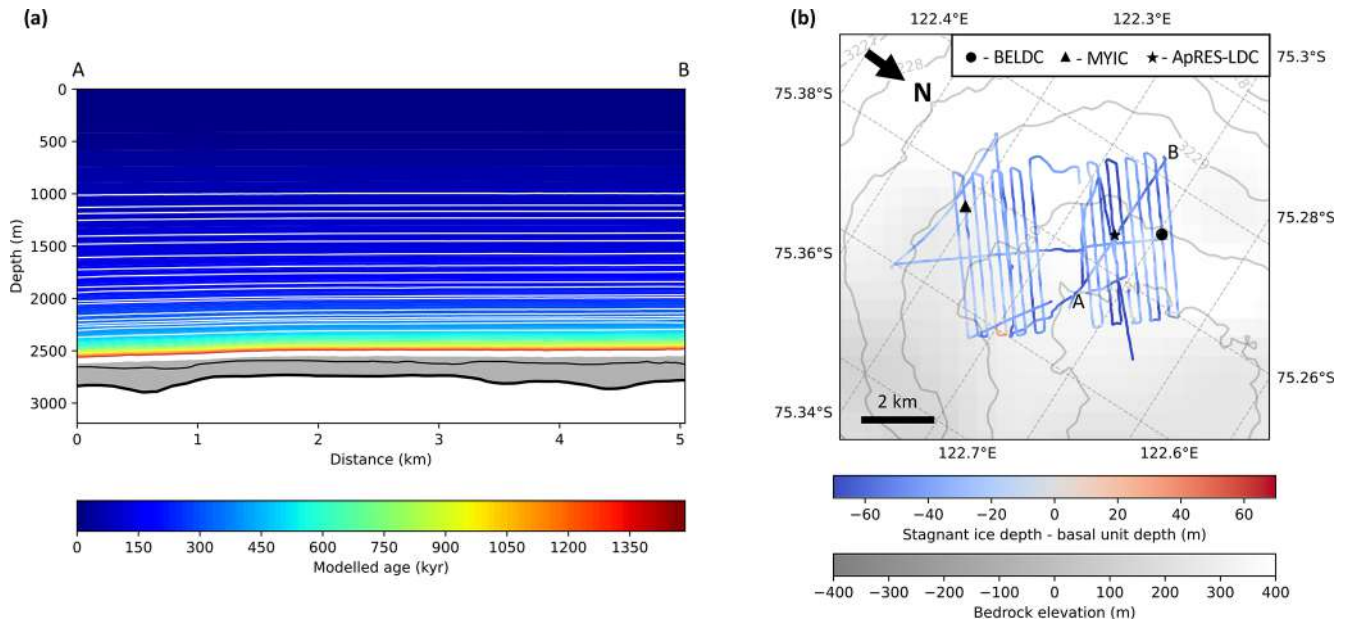 (a)
A
B
0
500
1000
1500
2000
2500
3000
Depth (m)
0
1
2
3
4
5
Distance (km)
0
150
300
450
600
750
900
1050
1200
1350
Modelled age (kyr)
(b)
122.4°E
122.3°E
- BELDC
- MYIC
- ApRES-LDC
N
75.38°S
75.36°S
75.34°S
75.3°S
75.28°S
75.26°S
3228
3229
B
A
2 km
122.7°E
122.6°E
−60
−40
−20
0
20
40
60
Stagnant ice depth - basal unit depth (m)
−400
−300
−200
−100
0
100
200
300
400
Bedrock elevation (m)